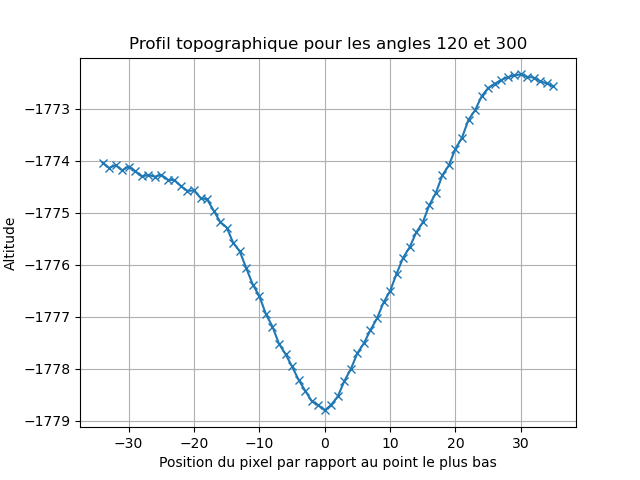 Profil topographique pour les angles 120 et 300
−1773
−1774
−1775
−1776
−1777
−1778
−1779
Altitude
−30 −20 −10 0 10 20 30
Position du pixel par rapport au point le plus bas